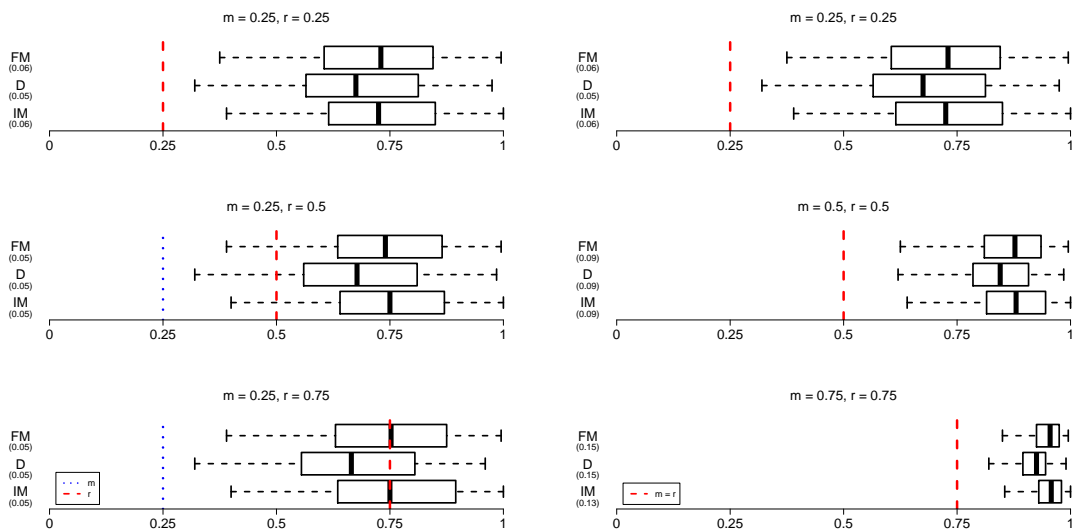 m = 0.25, r = 0.25
FM
(0.06)
D
(0.05)
IM
(0.06)
0 0.25 0.5 0.75 1
m = 0.25, r = 0.25
FM
(0.06)
D
(0.05)
IM
(0.06)
0 0.25 0.5 0.75 1
m = 0.25, r = 0.5
FM
(0.05)
D
(0.05)
IM
(0.05)
0 0.25 0.5 0.75 1
m = 0.5, r = 0.5
FM
(0.09)
D
(0.09)
IM
(0.09)
0 0.25 0.5 0.75 1
m = 0.25, r = 0.75
FM
(0.05)
D
(0.05)
IM
(0.05)
m
r
0 0.25 0.5 0.75 1
m = 0.75, r = 0.75
FM
(0.15)
D
(0.15)
IM
(0.13)
m = r
0 0.25 0.5 0.75 1